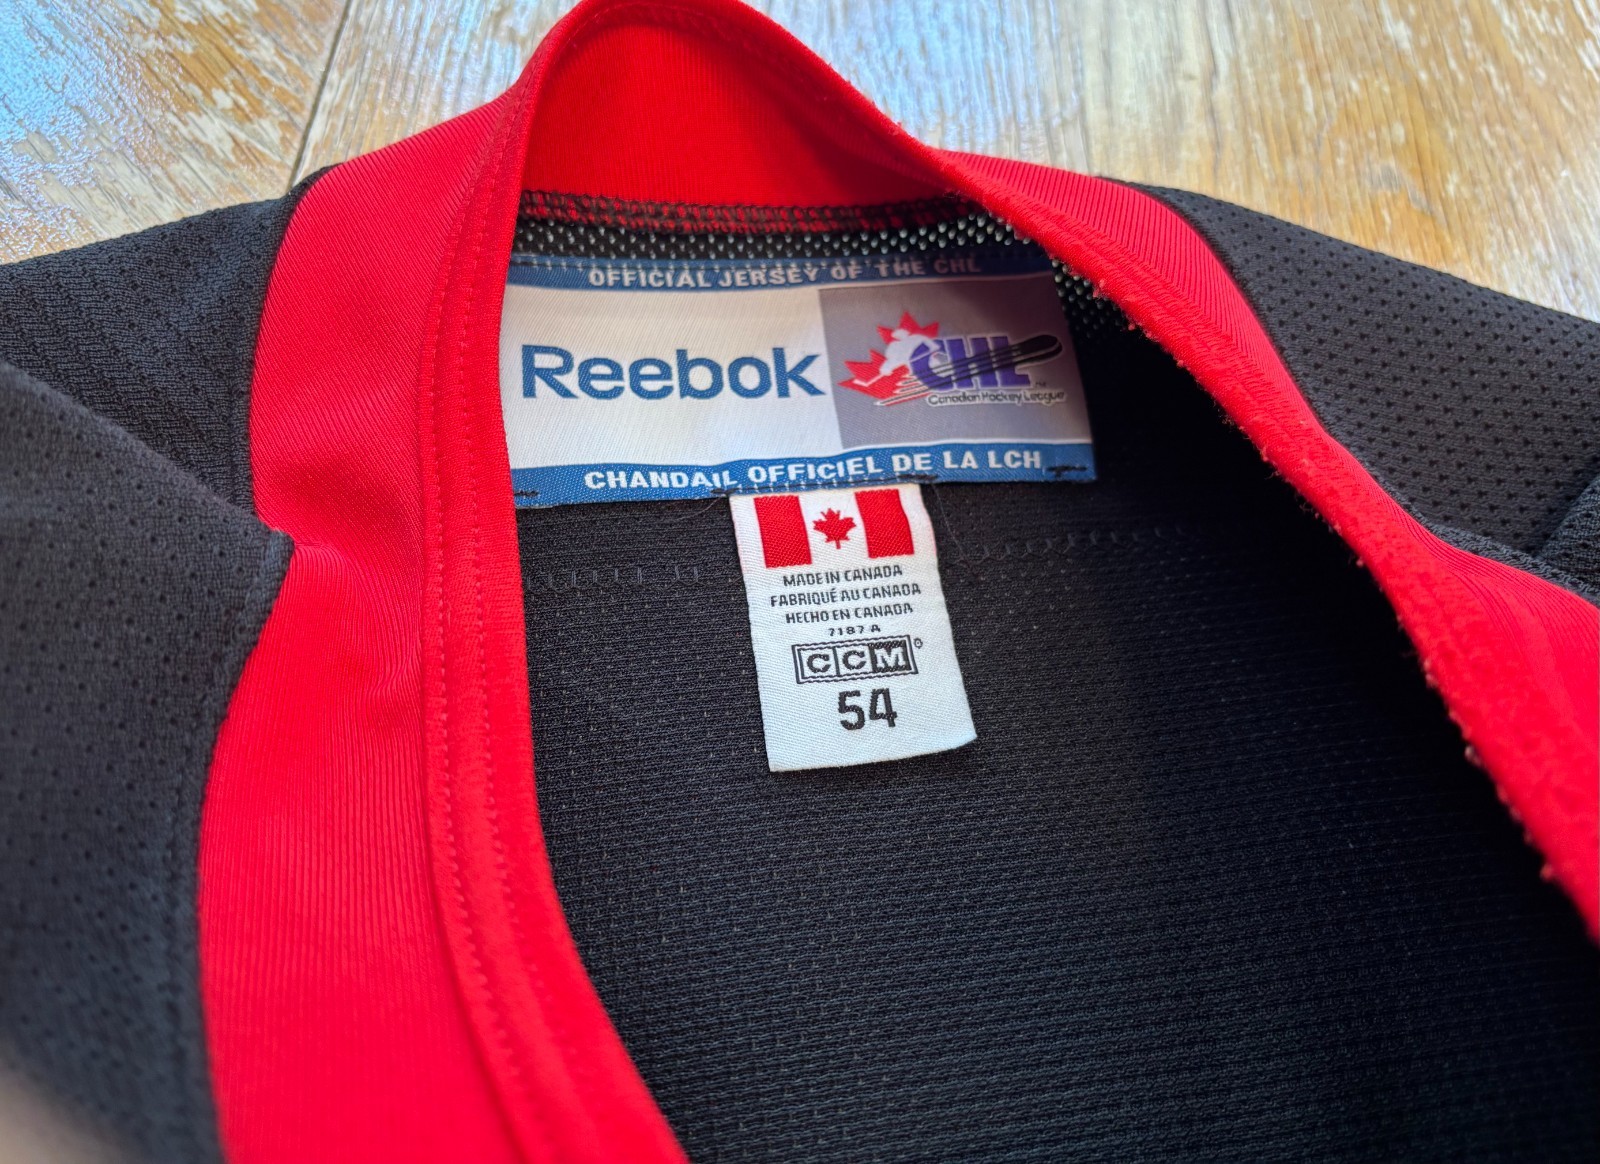 OFFICIAL JERSEY OF THE CHL
Reebok
CHL
TM
Canadian Hockey League
CHANDAIL OFFICIEL DE LA LCH
MADE IN CANADA
FABRIQUÉ AU CANADA
HECHO EN CANADA
7187 A
CCM®
54